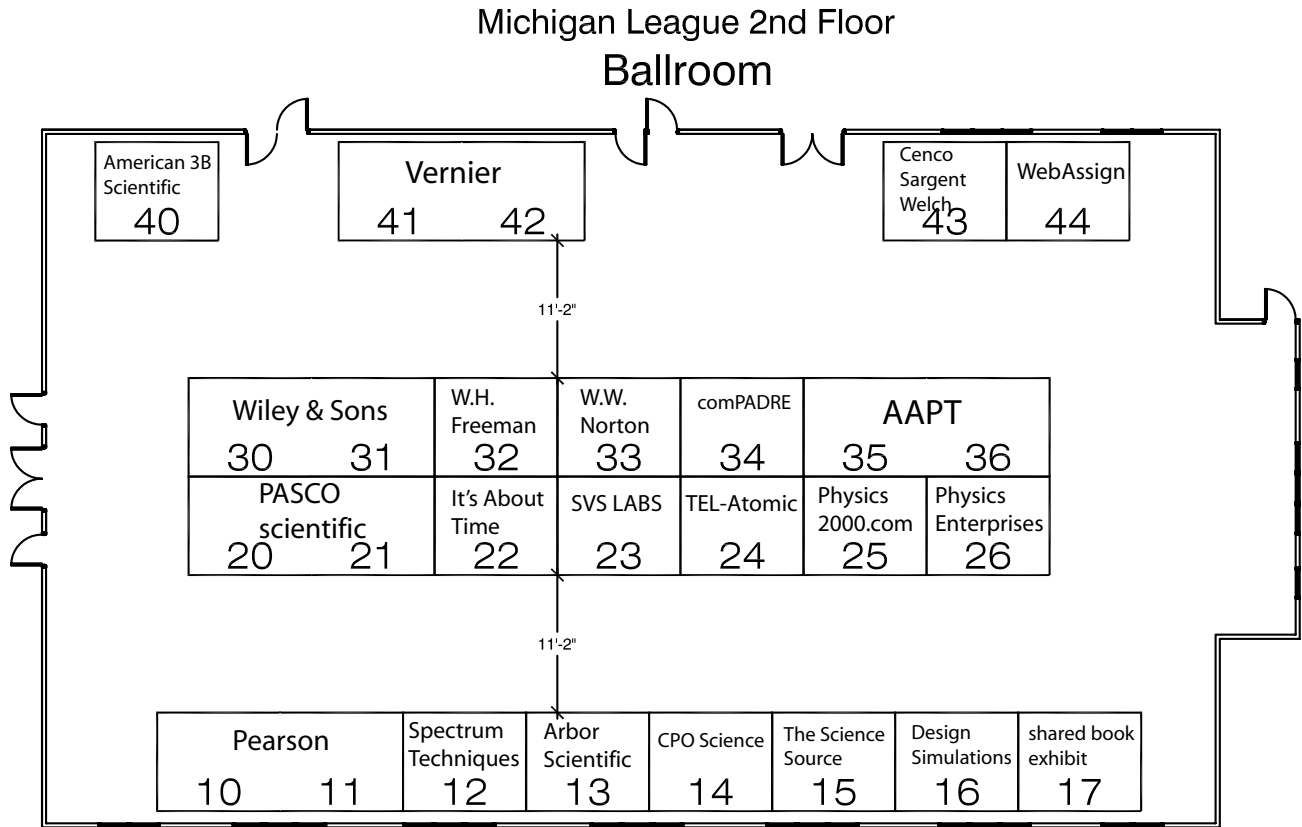 Michigan League 2nd Floor
Ballroom
American 3B
Scientific
40
Vernier
41 42
Cenco
Sargent
Welch
43
WebAssign
44
11'-2"
Wiley & Sons
30 31
W.H.
Freeman
32
W.W.
Norton
33
comPADRE
34
AAPT
35 36
PASCO
scientific
20 21
It's About
Time
22
SVS LABS
23
TEL-Atomic
24
Physics
2000.com
25
Physics
Enterprises
26
11'-2"
Pearson
10 11
Spectrum
Techniques
12
Arbor
Scientific
13
CPO Science
14
The Science
Source
15
Design
Simulations
16
shared book
exhibit
17